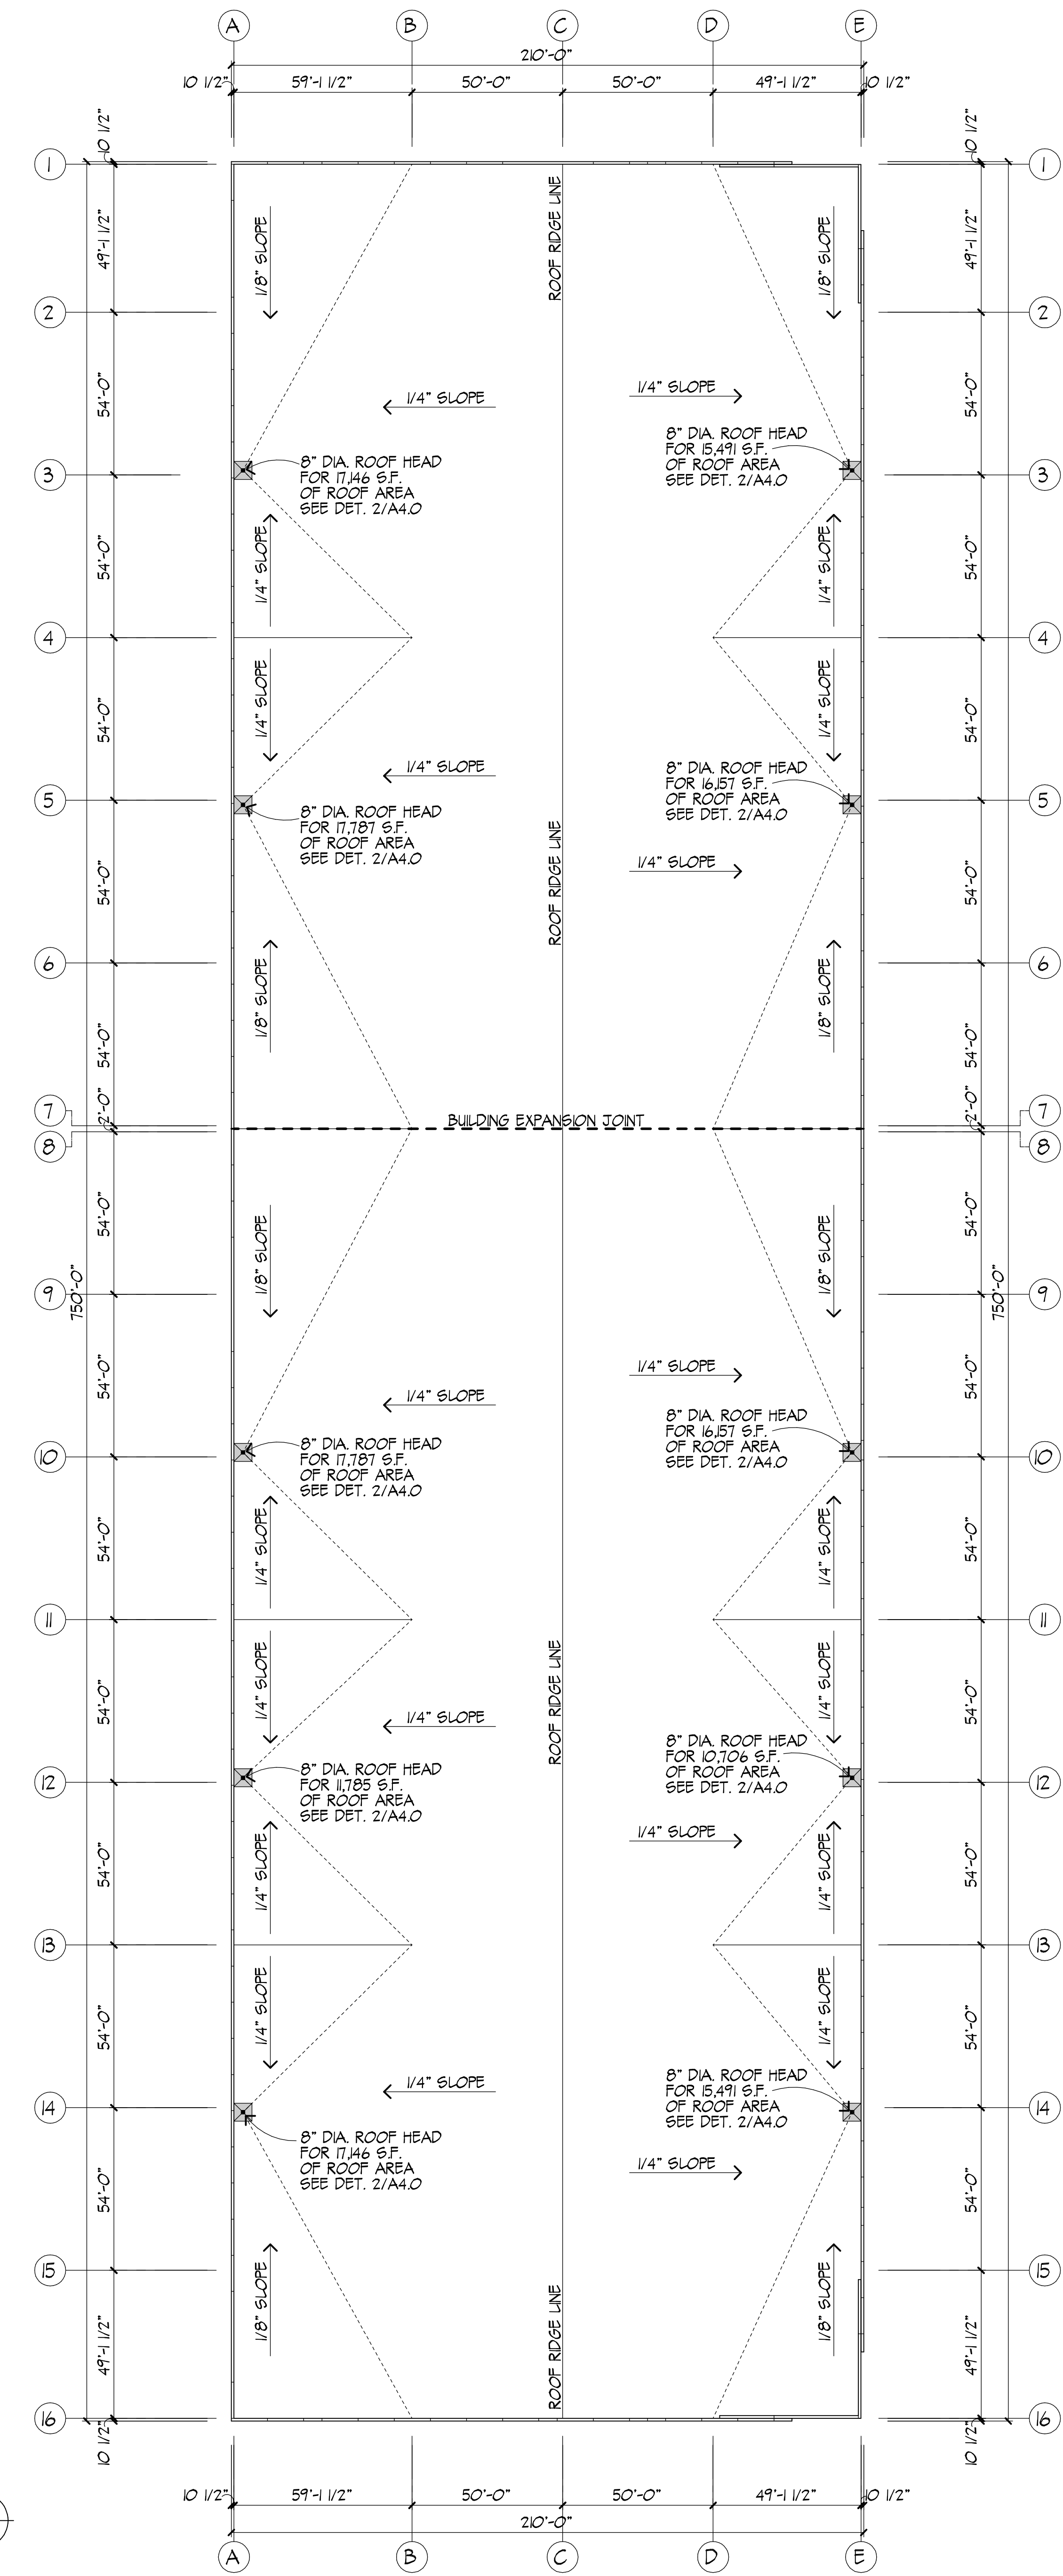 A B C D E
210'-0"
10 1/2" 59'-1 1/2" 50'-0" 50'-0" 49'-1 1/2" 10 1/2"
10 1/2" 10 1/2"
1 1
49'-1 1/2" 49'-1 1/2"
1/8" SLOPE ROOF RIDGE LINE 1/8" SLOPE
2 2
54'-0" 54'-0"
1/4" SLOPE 1/4" SLOPE
8" DIA. ROOF HEAD
FOR 15,491 S.F.
OF ROOF AREA
SEE DET. 2/A4.0
8" DIA. ROOF HEAD
FOR 17,146 S.F.
OF ROOF AREA
SEE DET. 2/A4.0
3 3
54'-0" 1/4" SLOPE 1/4" SLOPE 54'-0"
4 4
54'-0" 1/4" SLOPE 1/4" SLOPE 54'-0"
1/4" SLOPE
8" DIA. ROOF HEAD
FOR 16,157 S.F.
OF ROOF AREA
SEE DET. 2/A4.0
5 5
8" DIA. ROOF HEAD
FOR 17,787 S.F.
OF ROOF AREA
SEE DET. 2/A4.0
1/4" SLOPE
54'-0" ROOF RIDGE LINE 54'-0"
6 6
1/8" SLOPE 1/8" SLOPE
54'-0" 54'-0"
7 2'-0" BUILDING EXPANSION JOINT 2'-0" 7
8 8
54'-0" 54'-0"
1/8" SLOPE 1/8" SLOPE
9 750'-0" 750'-0" 9
54'-0" 54'-0"
1/4" SLOPE 1/4" SLOPE
8" DIA. ROOF HEAD
FOR 16,157 S.F.
OF ROOF AREA
SEE DET. 2/A4.0
8" DIA. ROOF HEAD
FOR 17,787 S.F.
OF ROOF AREA
SEE DET. 2/A4.0
10 10
54'-0" 1/4" SLOPE 1/4" SLOPE 54'-0"
11 11
54'-0" 1/4" SLOPE ROOF RIDGE LINE 1/4" SLOPE 54'-0"
1/4" SLOPE
8" DIA. ROOF HEAD
FOR 10,706 S.F.
OF ROOF AREA
SEE DET. 2/A4.0
8" DIA. ROOF HEAD
FOR 11,785 S.F.
OF ROOF AREA
SEE DET. 2/A4.0
12 12
1/4" SLOPE
54'-0" 1/4" SLOPE 1/4" SLOPE 54'-0"
13 13
54'-0" 1/4" SLOPE 1/4" SLOPE 54'-0"
1/4" SLOPE
8" DIA. ROOF HEAD
FOR 15,491 S.F.
OF ROOF AREA
SEE DET. 2/A4.0
14 14
8" DIA. ROOF HEAD
FOR 17,146 S.F.
OF ROOF AREA
SEE DET. 2/A4.0
1/4" SLOPE
54'-0" 54'-0"
15 15
1/8" SLOPE ROOF RIDGE LINE 1/8" SLOPE
49'-1 1/2" 49'-1 1/2"
16 16
10 1/2" 10 1/2"
10 1/2" 59'-1 1/2" 50'-0" 50'-0" 49'-1 1/2" 10 1/2"
210'-0"
A B C D E